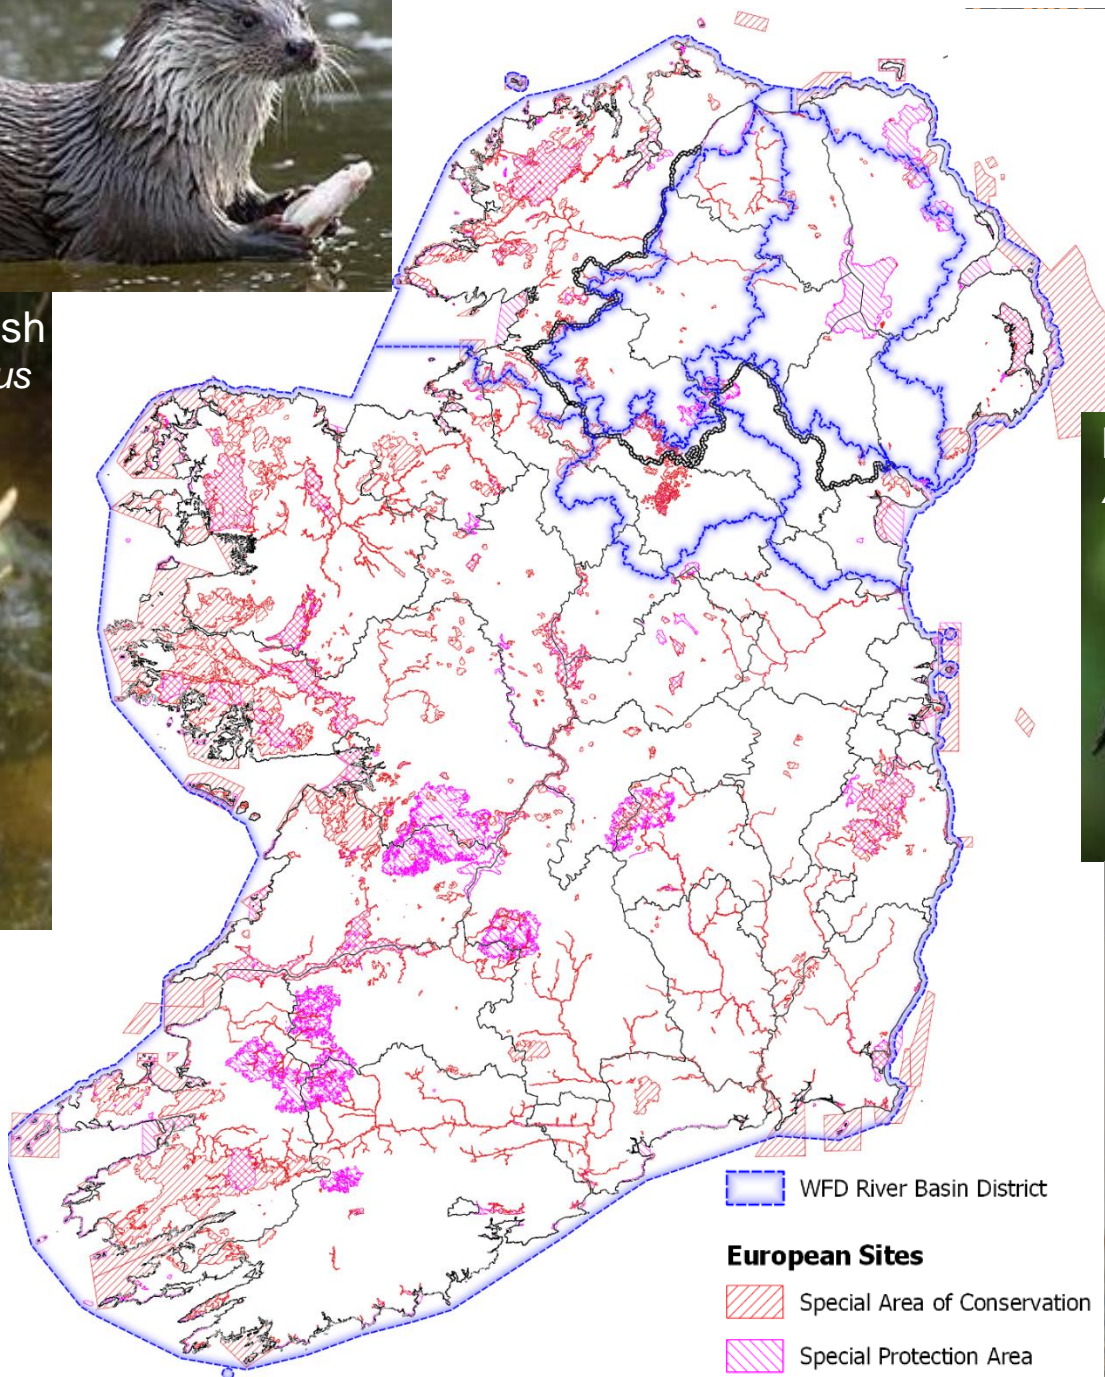 sh
us
WFD River Basin District
European Sites
Special Area of Conservation
Special Protection Area